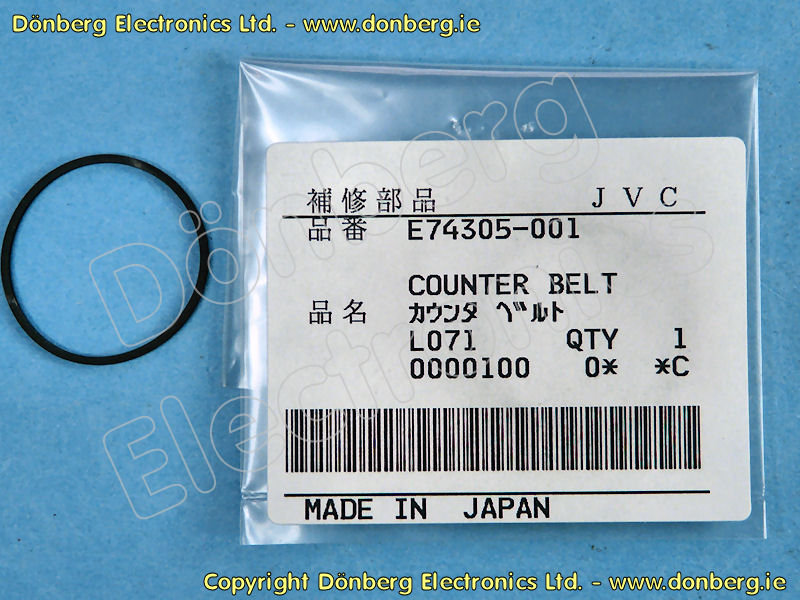 Dönberg Electronics Ltd. - www.donberg.ie
補修部品 JVC
品番 E74305-001
COUNTER BELT
品名 カウンタ ベルト
L071 QTY 1
0000100 0* *C
MADE IN JAPAN
Dönberg Electronics
Copyright Dönberg Electronics Ltd. - www.donberg.ie